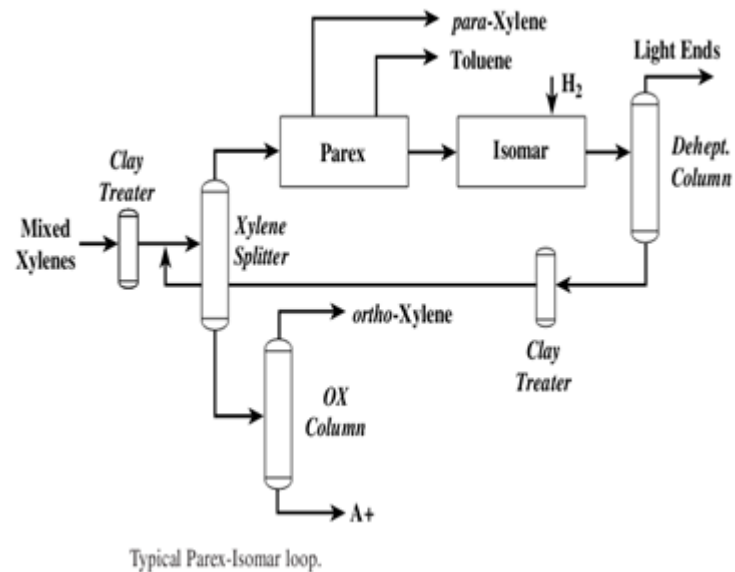 para-Xylene
Toluene
Light Ends
H2
Parex
Isomar
Dehept.
Column
Clay
Treater
Mixed
Xylenes
Xylene
Splitter
ortho-Xylene
Clay
Treater
OX
Column
A+
Typical Parex-Isomar loop.